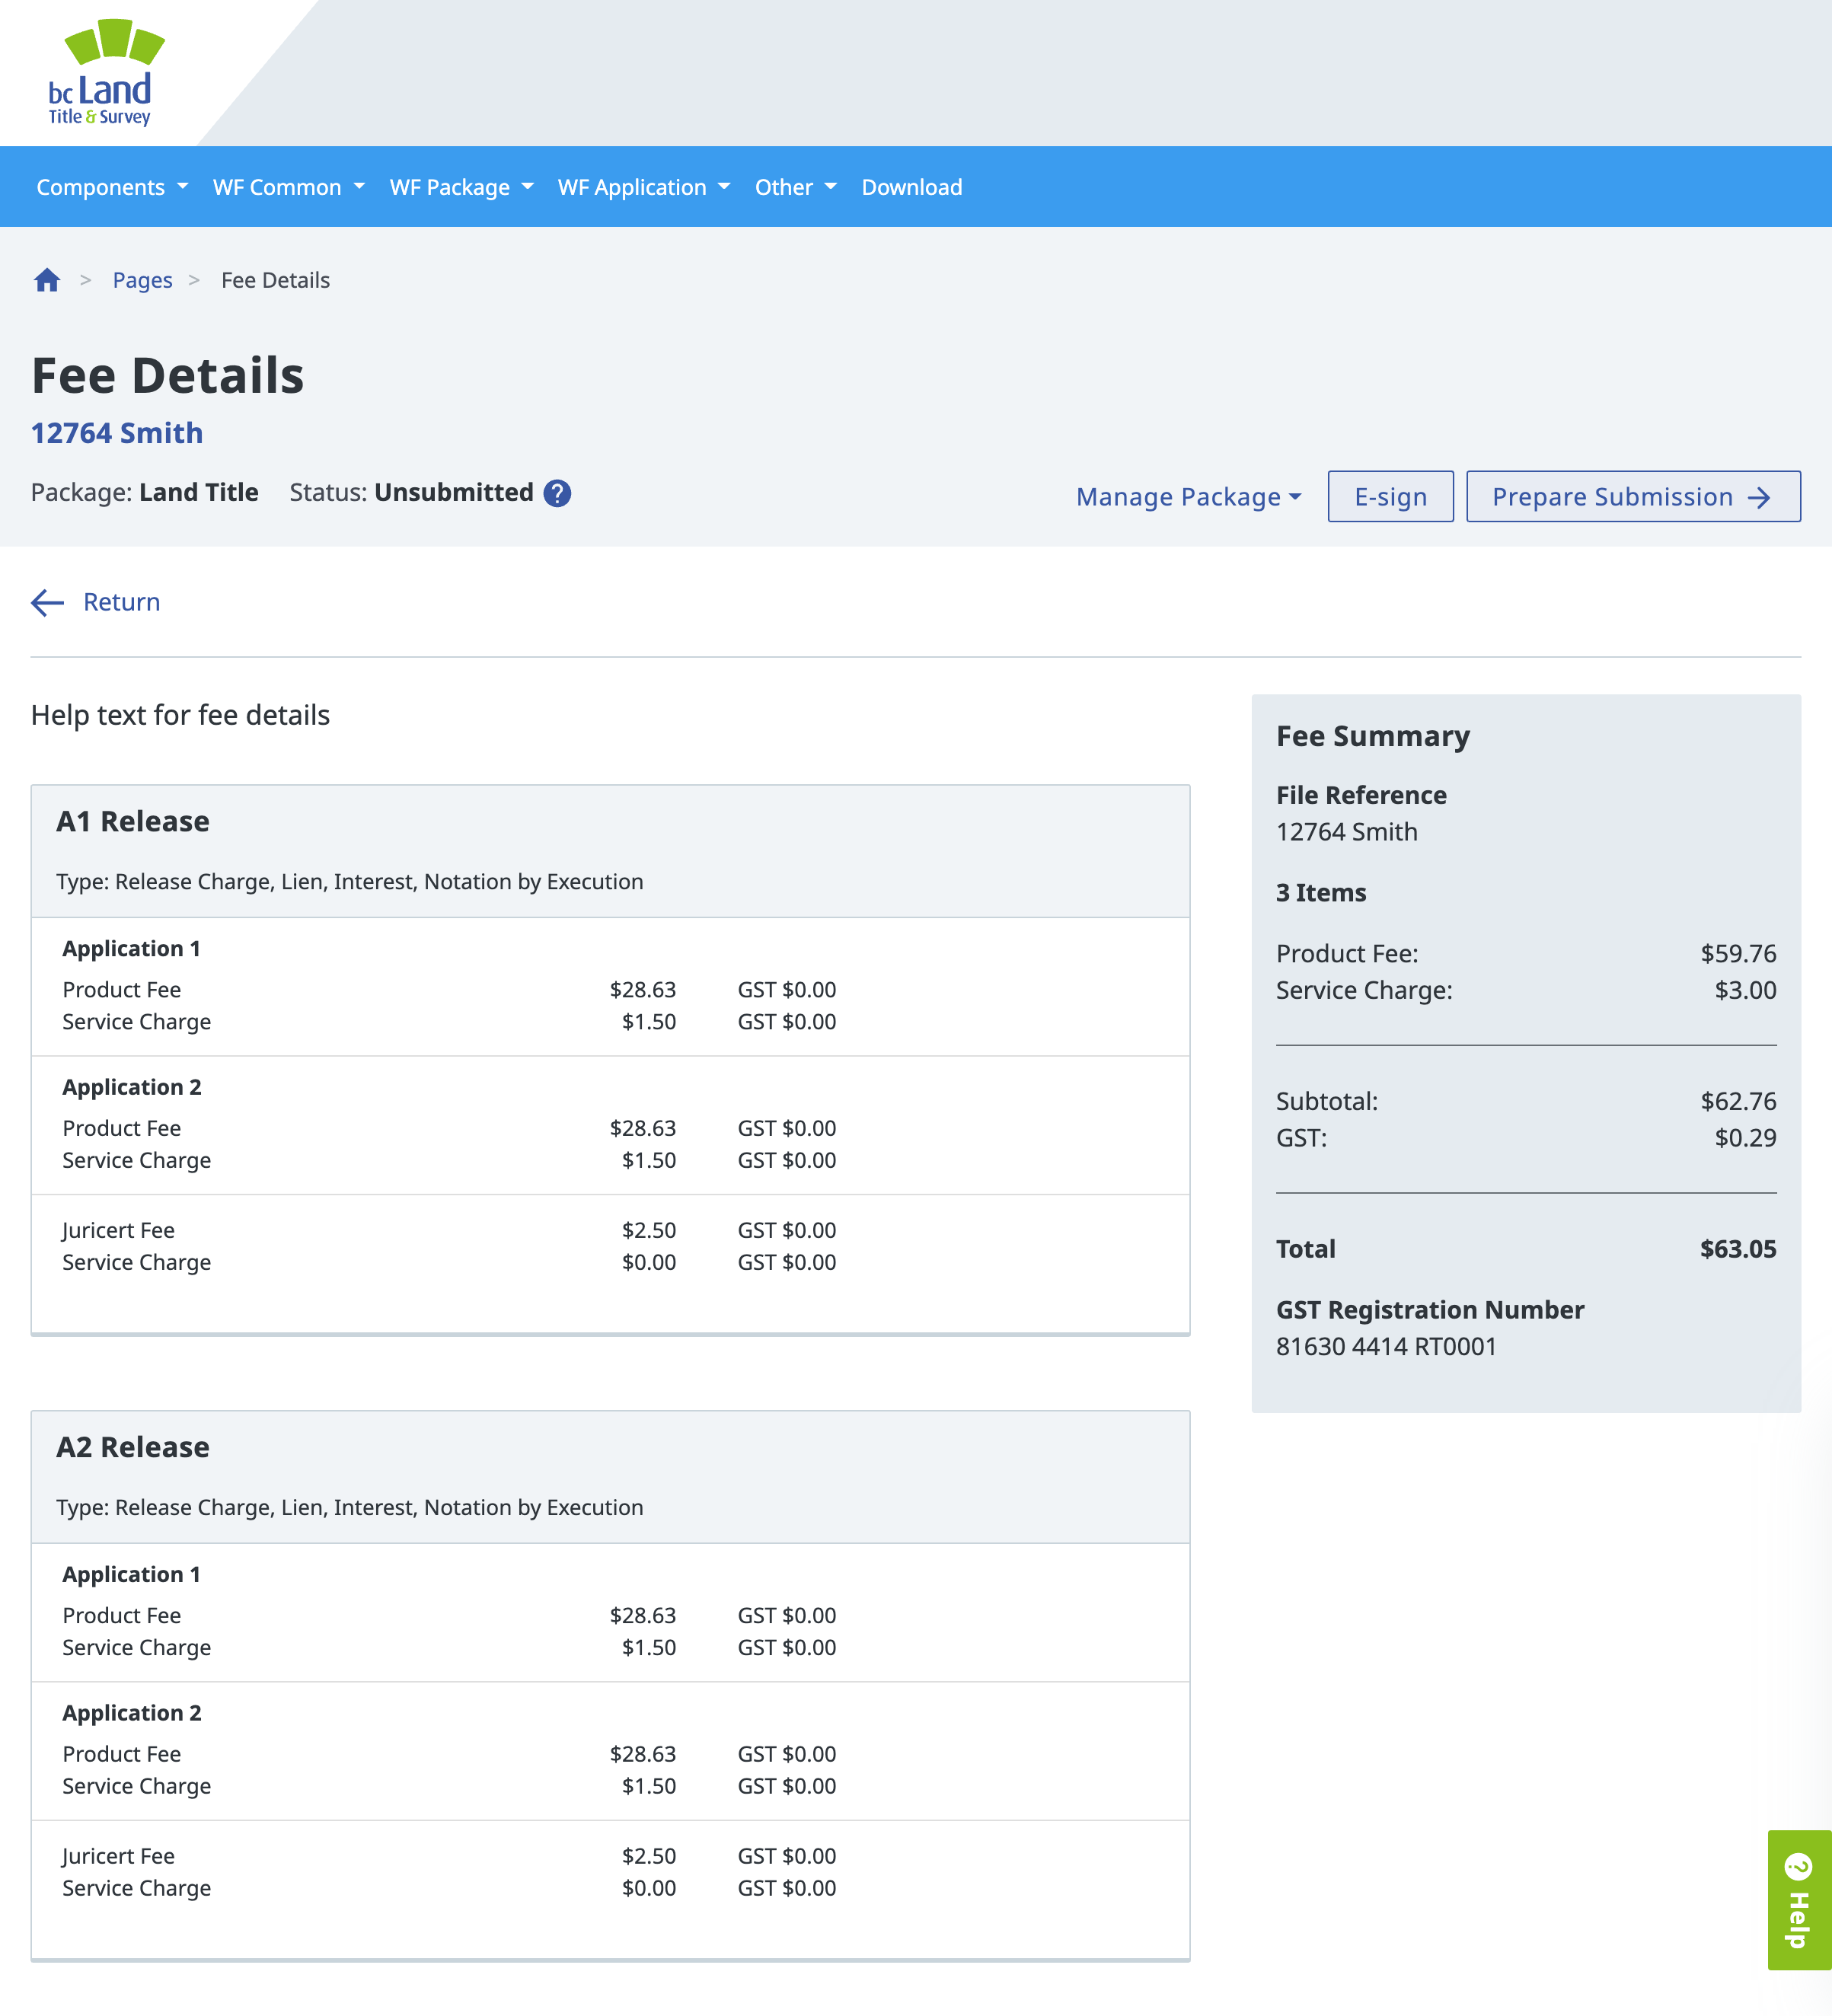 bc Land
Title & Survey
Components WF Common WF Package WF Application Other Download
> Pages > Fee Details
Fee Details
12764 Smith
Package: Land Title Status: Unsubmitted ?
Manage Package E-sign Prepare Submission
Return
Help text for fee details
A1 Release
Type: Release Charge, Lien, Interest, Notation by Execution
Application 1
Product Fee $28.63 GST $0.00
Service Charge $1.50 GST $0.00
Application 2
Product Fee $28.63 GST $0.00
Service Charge $1.50 GST $0.00
Juricert Fee $2.50 GST $0.00
Service Charge $0.00 GST $0.00
A2 Release
Type: Release Charge, Lien, Interest, Notation by Execution
Application 1
Product Fee $28.63 GST $0.00
Service Charge $1.50 GST $0.00
Application 2
Product Fee $28.63 GST $0.00
Service Charge $1.50 GST $0.00
Juricert Fee $2.50 GST $0.00
Service Charge $0.00 GST $0.00
Fee Summary
File Reference
12764 Smith
3 Items
Product Fee: $59.76
Service Charge: $3.00
Subtotal: $62.76
GST: $0.29
Total $63.05
GST Registration Number
81630 4414 RT0001
? Help